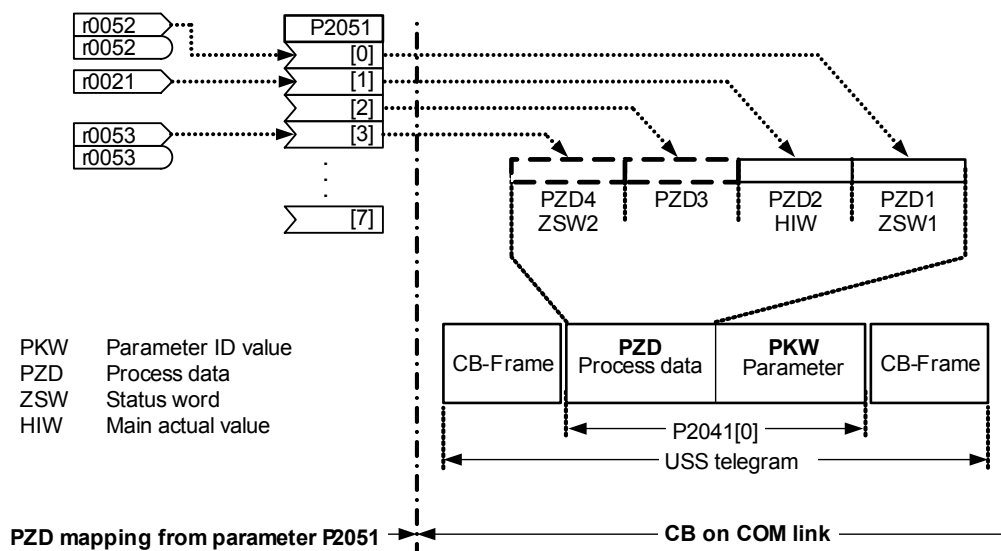 r0052
r0052
r0021
r0053
r0053
P2051
[0]
[1]
[2]
[3]
[7]
PZD4
ZSW2
PZD3
PZD2
HIW
PZD1
ZSW1
PKW Parameter ID value
PZD Process data
ZSW Status word
HIW Main actual value
CB-Frame
PZD
Process data
PKW
Parameter
CB-Frame
P2041[0]
USS telegram
PZD mapping from parameter P2051
CB on COM link